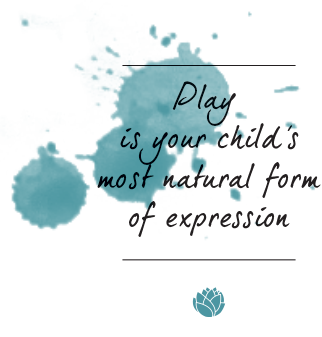 Play
is your child's
most natural form
of expression